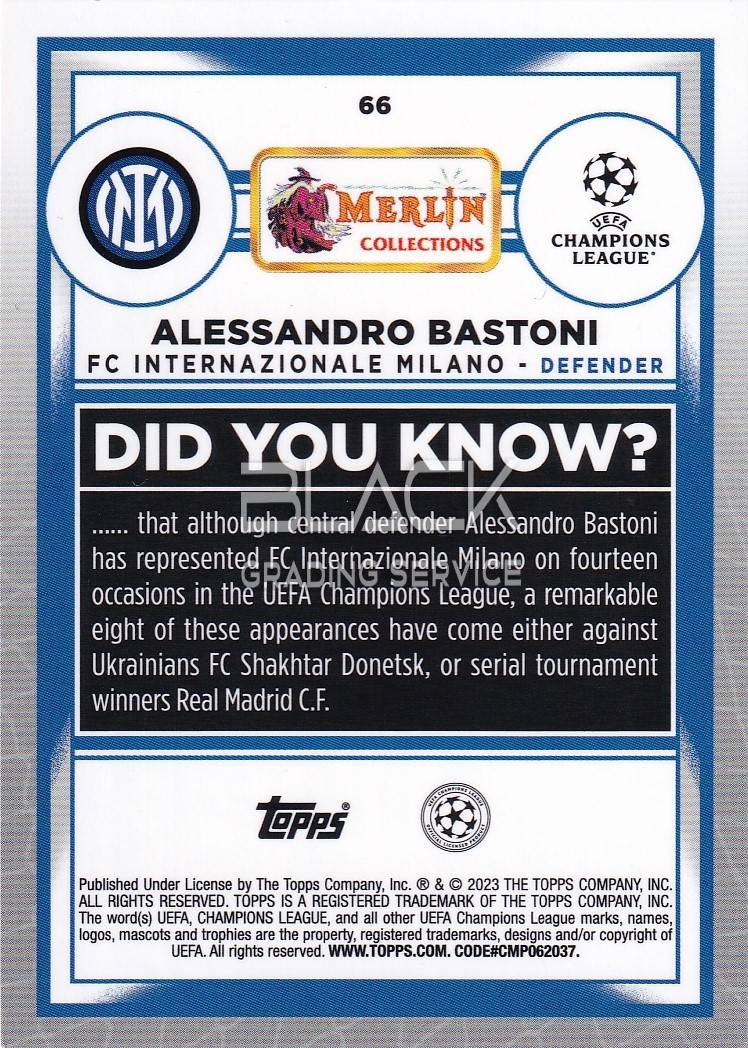 66
MERLIN
COLLECTIONS
UEFA
CHAMPIONS
LEAGUE®
ALESSANDRO BASTONI
FC INTERNAZIONALE MILANO - DEFENDER
DID YOU KNOW?
BLACK
GRADING SERVICE
...... that although central defender Alessandro Bastoni
has represented FC Internazionale Milano on fourteen
occasions in the UEFA Champions League, a remarkable
eight of these appearances have come either against
Ukrainians FC Shakhtar Donetsk, or serial tournament
winners Real Madrid C.F.
topps®
UEFA CHAMPIONS LEAGUE
OFFICIAL LICENSED PRODUCT
Published Under License by The Topps Company, Inc. ® & © 2023 THE TOPPS COMPANY, INC.
ALL RIGHTS RESERVED. TOPPS IS A REGISTERED TRADEMARK OF THE TOPPS COMPANY, INC.
The word(s) UEFA, CHAMPIONS LEAGUE, and all other UEFA Champions League marks, names,
logos, mascots and trophies are the property, registered trademarks, designs and/or copyright of
UEFA. All rights reserved. WWW.TOPPS.COM. CODE#CMP062037.